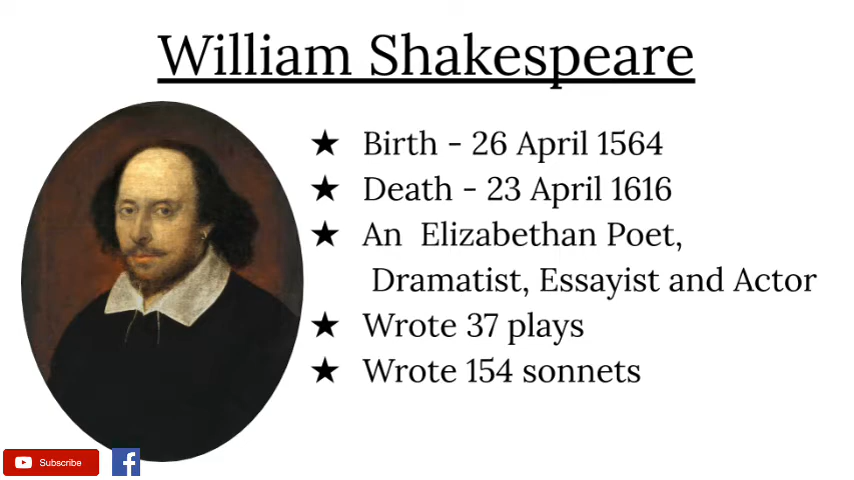 William Shakespeare
★ Birth - 26 April 1564
★ Death - 23 April 1616
★ An Elizabethan Poet,
Dramatist, Essayist and Actor
★ Wrote 37 plays
★ Wrote 154 sonnets
Subscribe
f